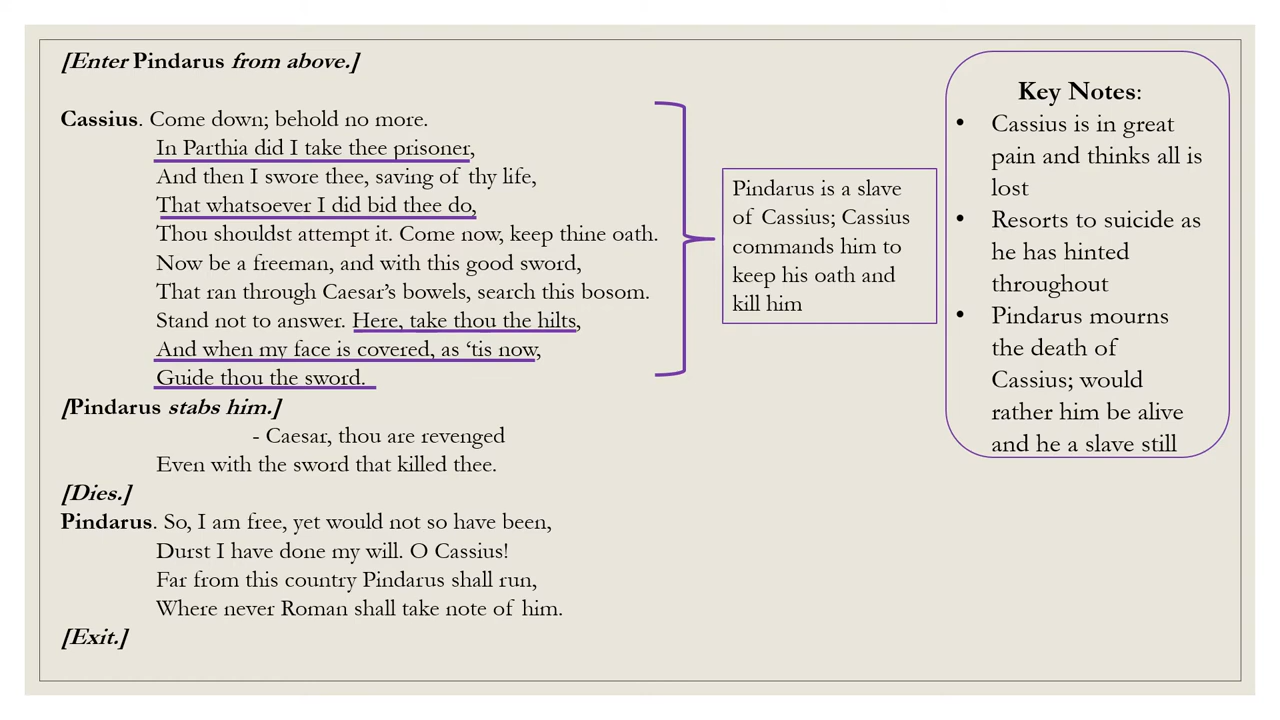 [Enter Pindarus from above.]
Cassius. Come down; behold no more.
In Parthia did I take thee prisoner,
And then I swore thee, saving of thy life,
That whatsoever I did bid thee do,
Thou shouldst attempt it. Come now, keep thine oath.
Now be a freeman, and with this good sword,
That ran through Caesar’s bowels, search this bosom.
Stand not to answer. Here, take thou the hilts,
And when my face is covered, as ‘tis now,
Guide thou the sword.
[Pindarus stabs him.]
- Caesar, thou are revenged
Even with the sword that killed thee.
[Dies.]
Pindarus. So, I am free, yet would not so have been,
Durst I have done my will. O Cassius!
Far from this country Pindarus shall run,
Where never Roman shall take note of him.
[Exit.]
Pindarus is a slave
of Cassius; Cassius
commands him to
keep his oath and
kill him
Key Notes:
• Cassius is in great
pain and thinks all is
lost
• Resorts to suicide as
he has hinted
throughout
• Pindarus mourns
the death of
Cassius; would
rather him be alive
and he a slave still